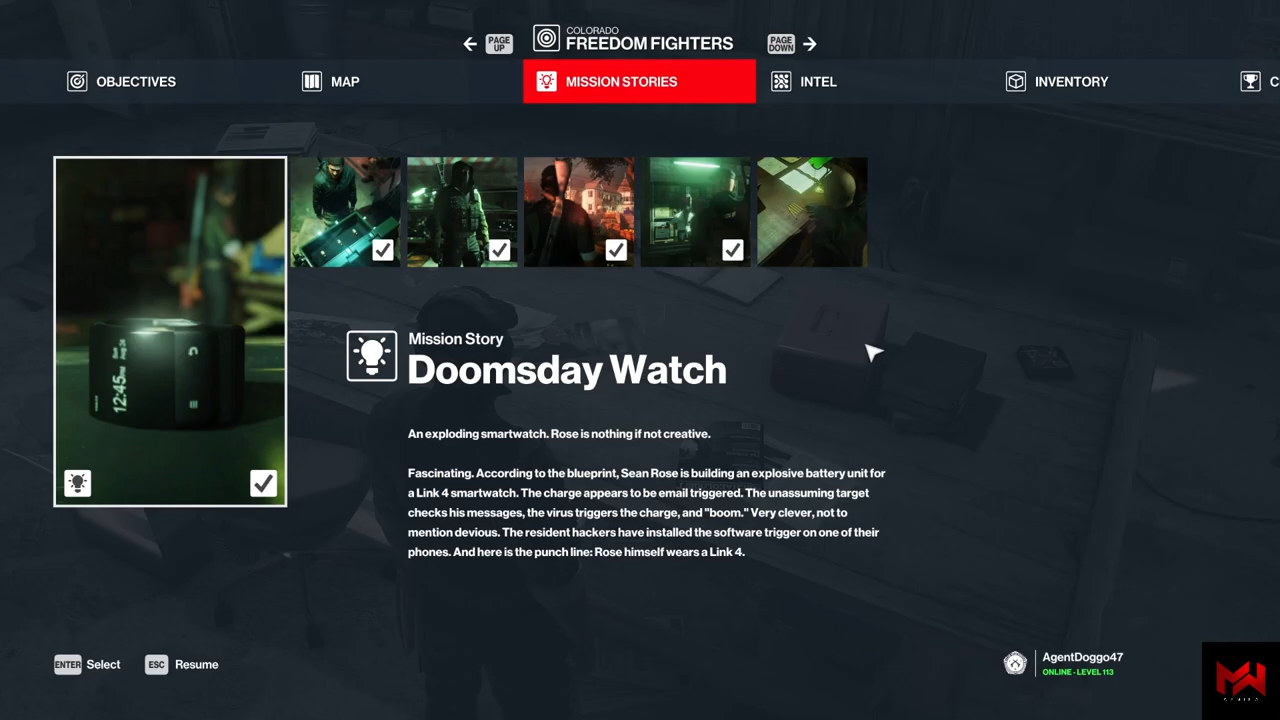 PAGE UP
COLORADO
FREEDOM FIGHTERS
PAGE DOWN
OBJECTIVES
MAP
MISSION STORIES
INTEL
INVENTORY
C
12:45
Mission Story
Doomsday Watch
An exploding smartwatch. Rose is nothing if not creative.
Fascinating. According to the blueprint, Sean Rose is building an explosive battery unit for
a Link 4 smartwatch. The charge appears to be email triggered. The unassuming target
checks his messages, the virus triggers the charge, and "boom." Very clever, not to
mention devious. The resident hackers have installed the software trigger on one of their
phones. And here is the punch line: Rose himself wears a Link 4.
ENTER Select
ESC Resume
AgentDoggo47
ONLINE - LEVEL 113